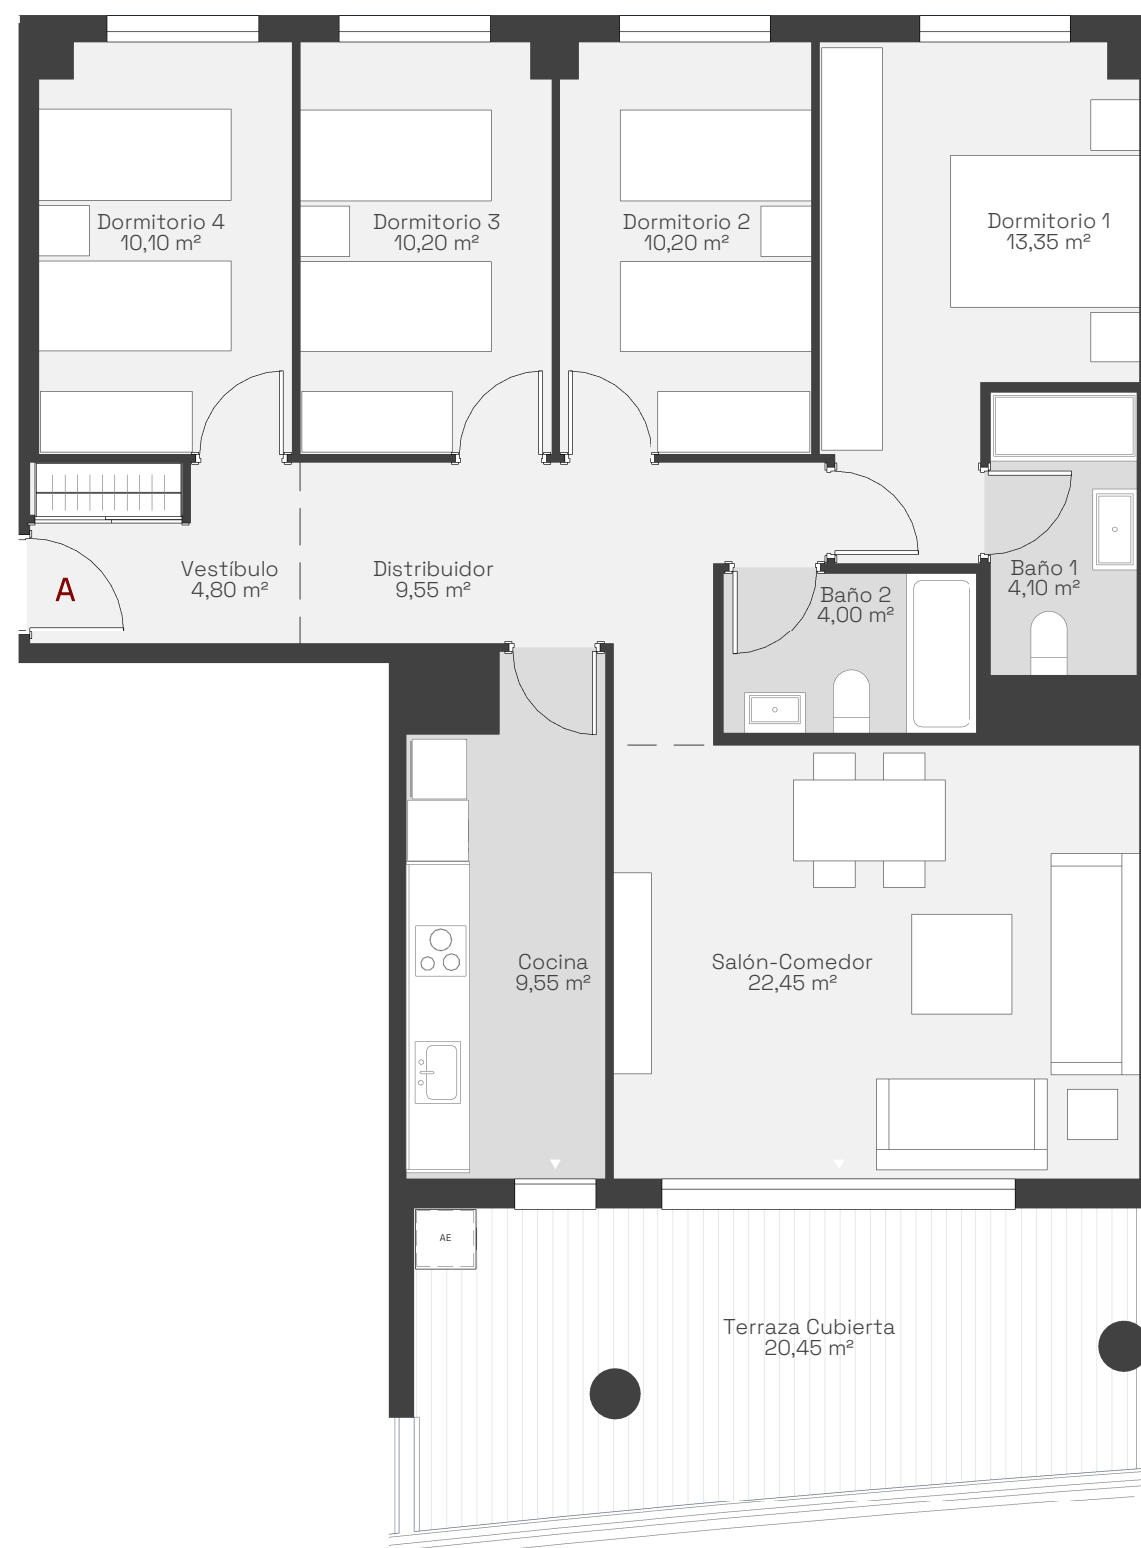 Dormitorio 4
10,10 m²
Dormitorio 3
10,20 m²
Dormitorio 2
10,20 m²
Dormitorio 1
13,35 m²
A
Vestíbulo
4,80 m²
Distribuidor
9,55 m²
Baño 2
4,00 m²
Baño 1
4,10 m²
Cocina
9,55 m²
Salón-Comedor
22,45 m²
AE
Terraza Cubierta
20,45 m²